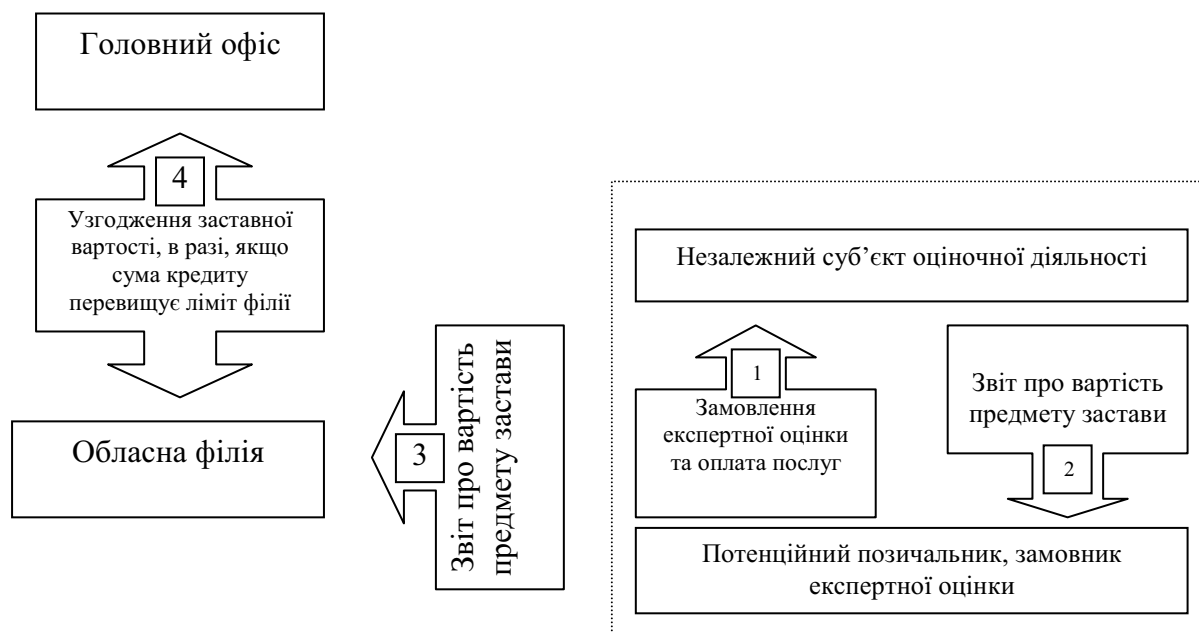 Головний офіс
4
Узгодження заставної
вартості, в разі, якщо
сума кредиту
перевищує ліміт філії
Обласна філія
3
Звіт про вартість
предмету застави
Незалежний суб’єкт оціночної діяльності
1
Замовлення
експертної оцінки
та оплата послуг
Звіт про вартість
предмету застави
2
Потенційний позичальник, замовник
експертної оцінки